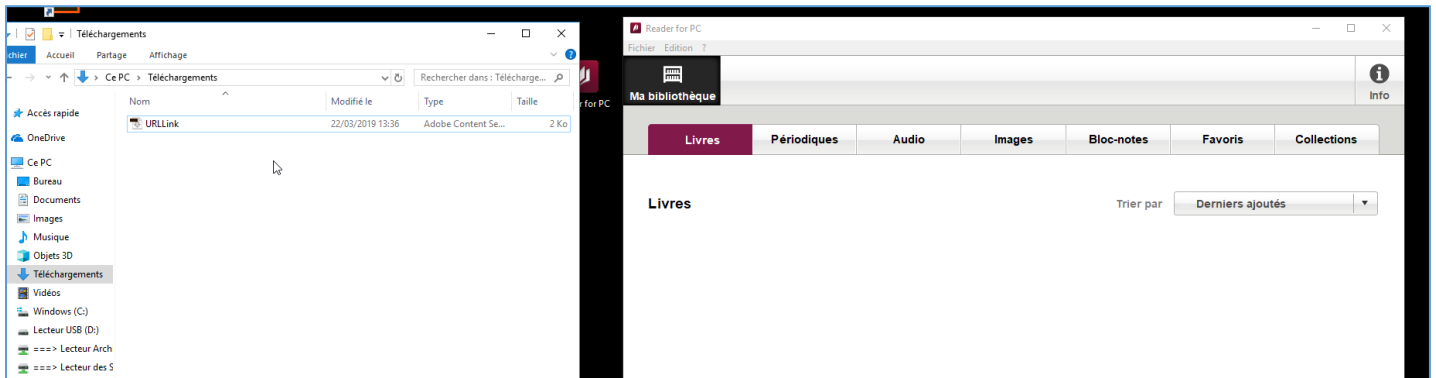 Téléchargements
chier Accueil Partage Affichage
Ce PC > Téléchargements
Rechercher dans : Télécharge...
Nom Modifié le Type Taille
URLLink 22/03/2019 13:36 Adobe Content Se... 2 Ko
Accès rapide
OneDrive
Ce PC
Bureau
Documents
Images
Musique
Objets 3D
Téléchargements
Vidéos
Windows (C:)
Lecteur USB (D:)
===> Lecteur Arch
===> Lecteur des S
r for PC
Reader for PC
Fichier Edition ?
Ma bibliothèque
Info
Livres Périodiques Audio Images Bloc-notes Favoris Collections
Livres
Trier par Derniers ajoutés